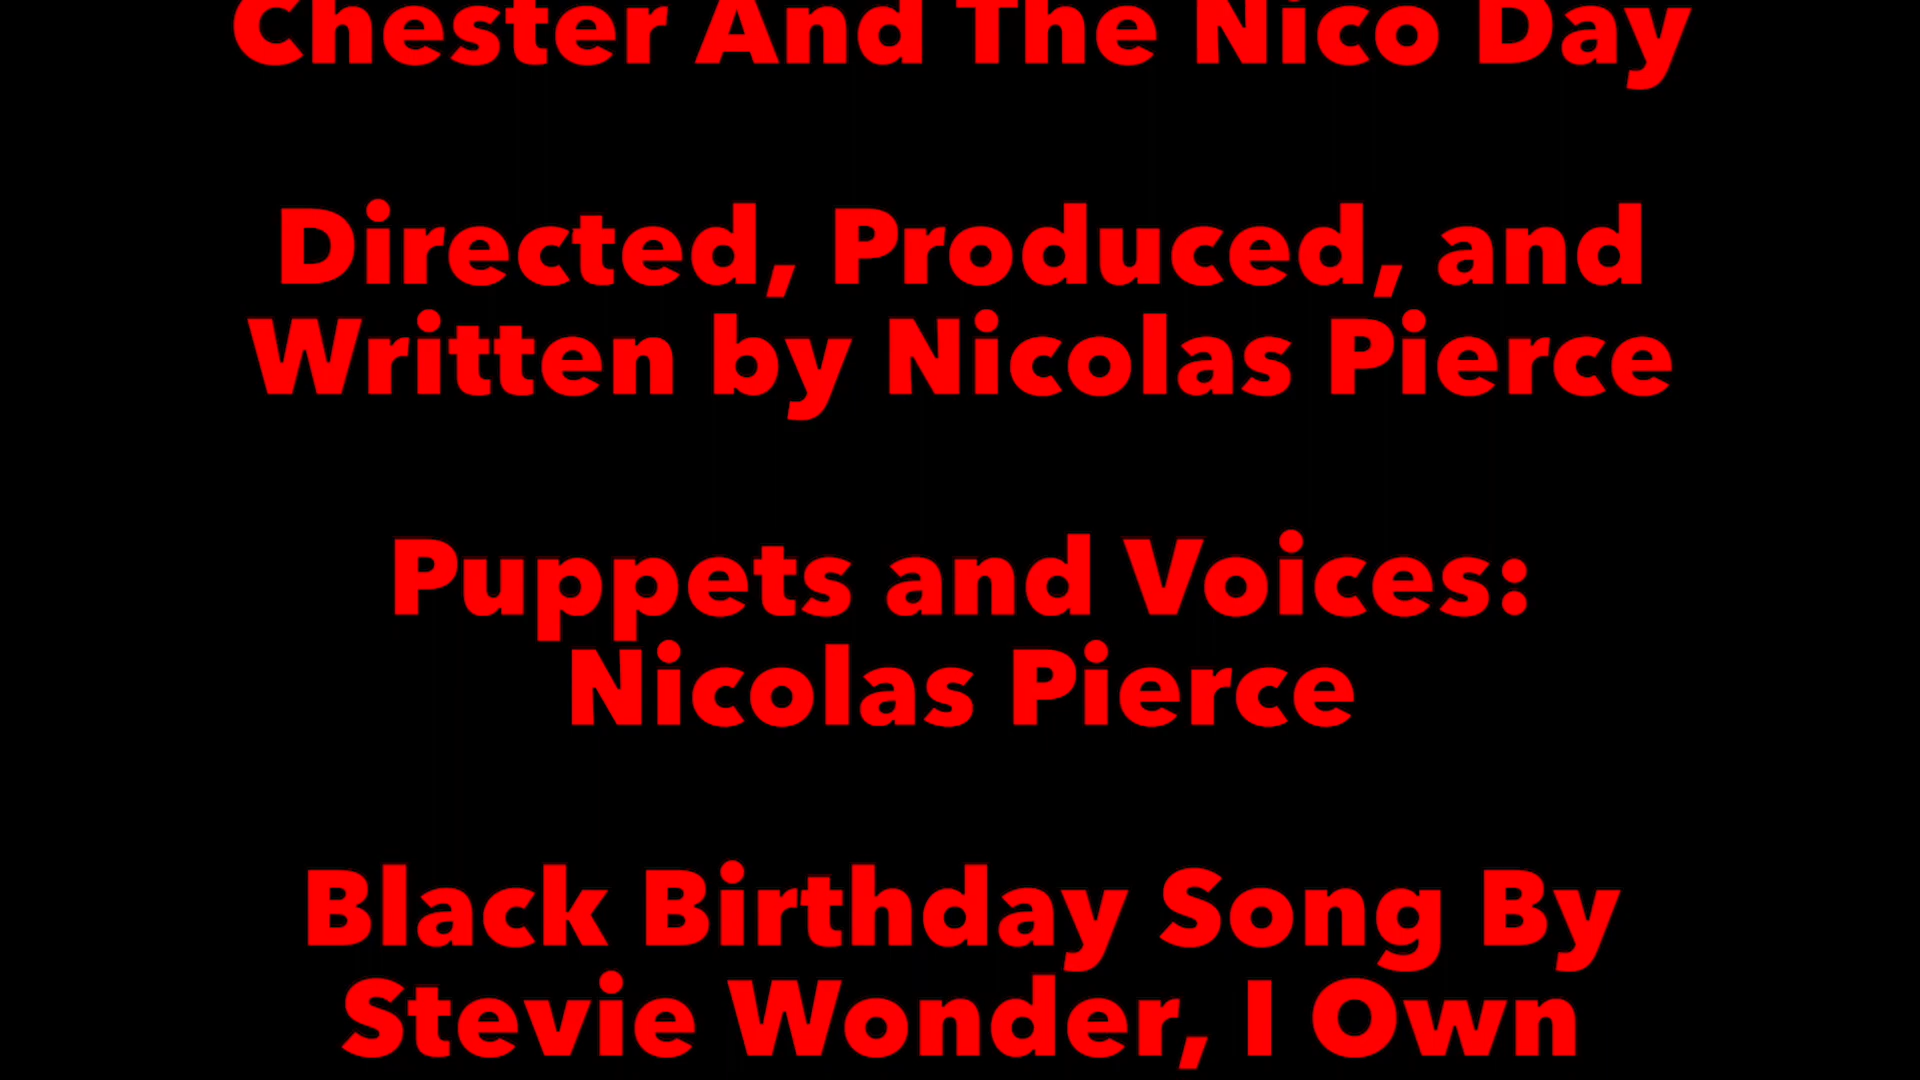 Chester And The Nico Day
Directed, Produced, and
Written by Nicolas Pierce
Puppets and Voices:
Nicolas Pierce
Black Birthday Song By
Stevie Wonder, I Own